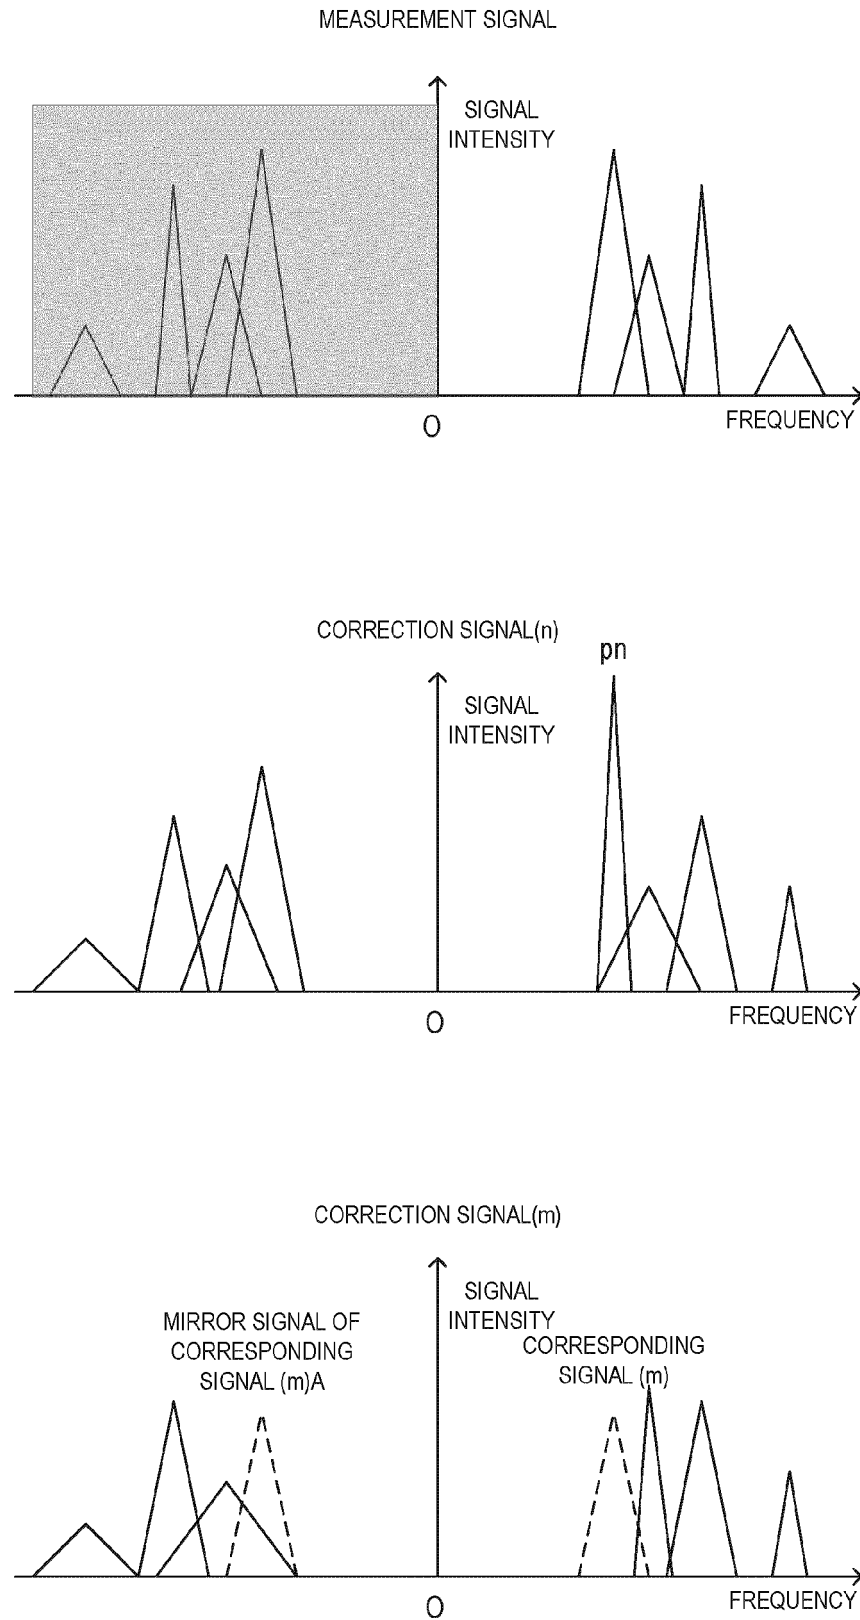 MEASUREMENT SIGNAL
SIGNAL
INTENSITY
0
FREQUENCY
CORRECTION SIGNAL(n)
pn
SIGNAL
INTENSITY
0
FREQUENCY
CORRECTION SIGNAL(m)
SIGNAL
INTENSITY
MIRROR SIGNAL OF
CORRESPONDING
SIGNAL (m)A
CORRESPONDING
SIGNAL (m)
0
FREQUENCY